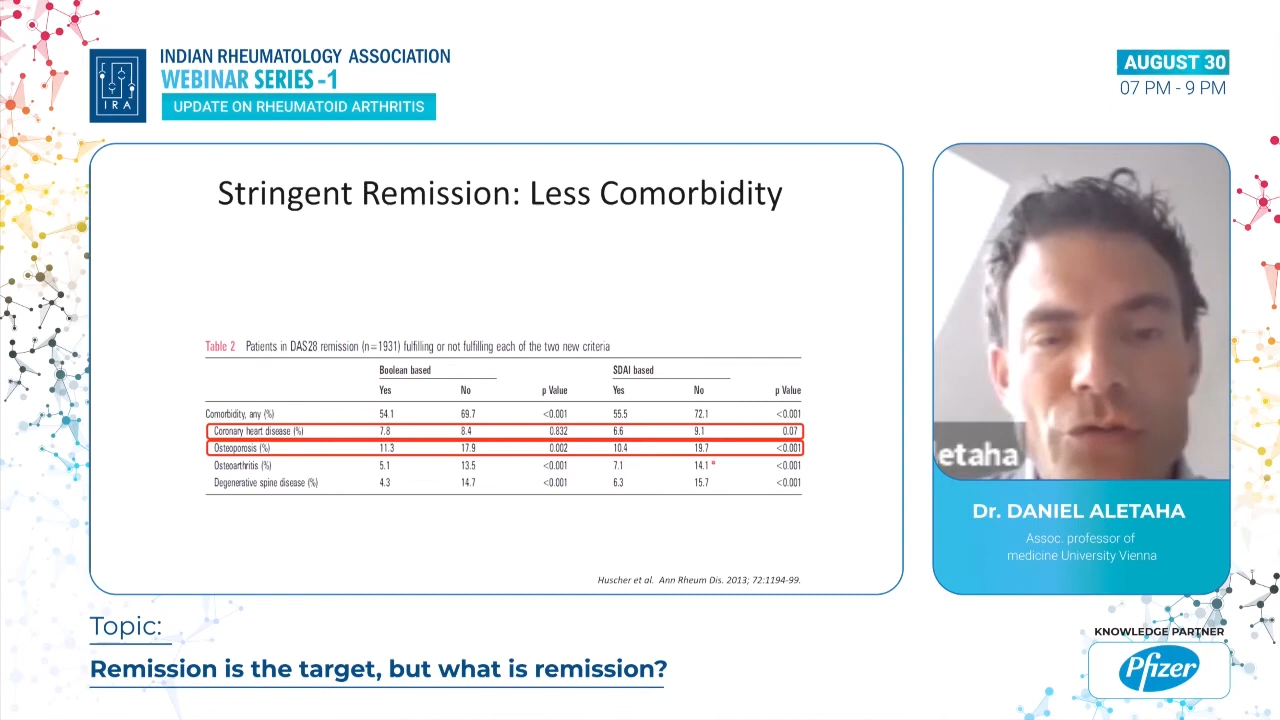 INDIAN RHEUMATOLOGY ASSOCIATION
WEBINAR SERIES -1
UPDATE ON RHEUMATOID ARTHRITIS
IRA
AUGUST 30
07 PM - 9 PM
Stringent Remission: Less Comorbidity
Table 2 Patients in DAS28 remission (n=1931) fulfilling or not fulfilling each of the two new criteria
Boolean based SDAI based
Yes No p Value Yes No p Value
Comorbidity, any (%) 54.1 69.7 <0.001 55.5 72.1 <0.001
Coronary heart disease (%) 7.8 8.4 0.832 6.6 9.1 0.07
Osteoporosis (%) 11.3 17.9 0.002 10.4 19.7 <0.001
Osteoarthritis (%) 5.1 13.5 <0.001 7.1 14.1 <0.001
Degenerative spine disease (%) 4.3 14.7 <0.001 6.3 15.7 <0.001
Huscher et al. Ann Rheum Dis. 2013; 72:1194-99.
letaha
Dr. DANIEL ALETAHA
Assoc. professor of
medicine University Vienna
Topic:
Remission is the target, but what is remission?
KNOWLEDGE PARTNER
Pfizer